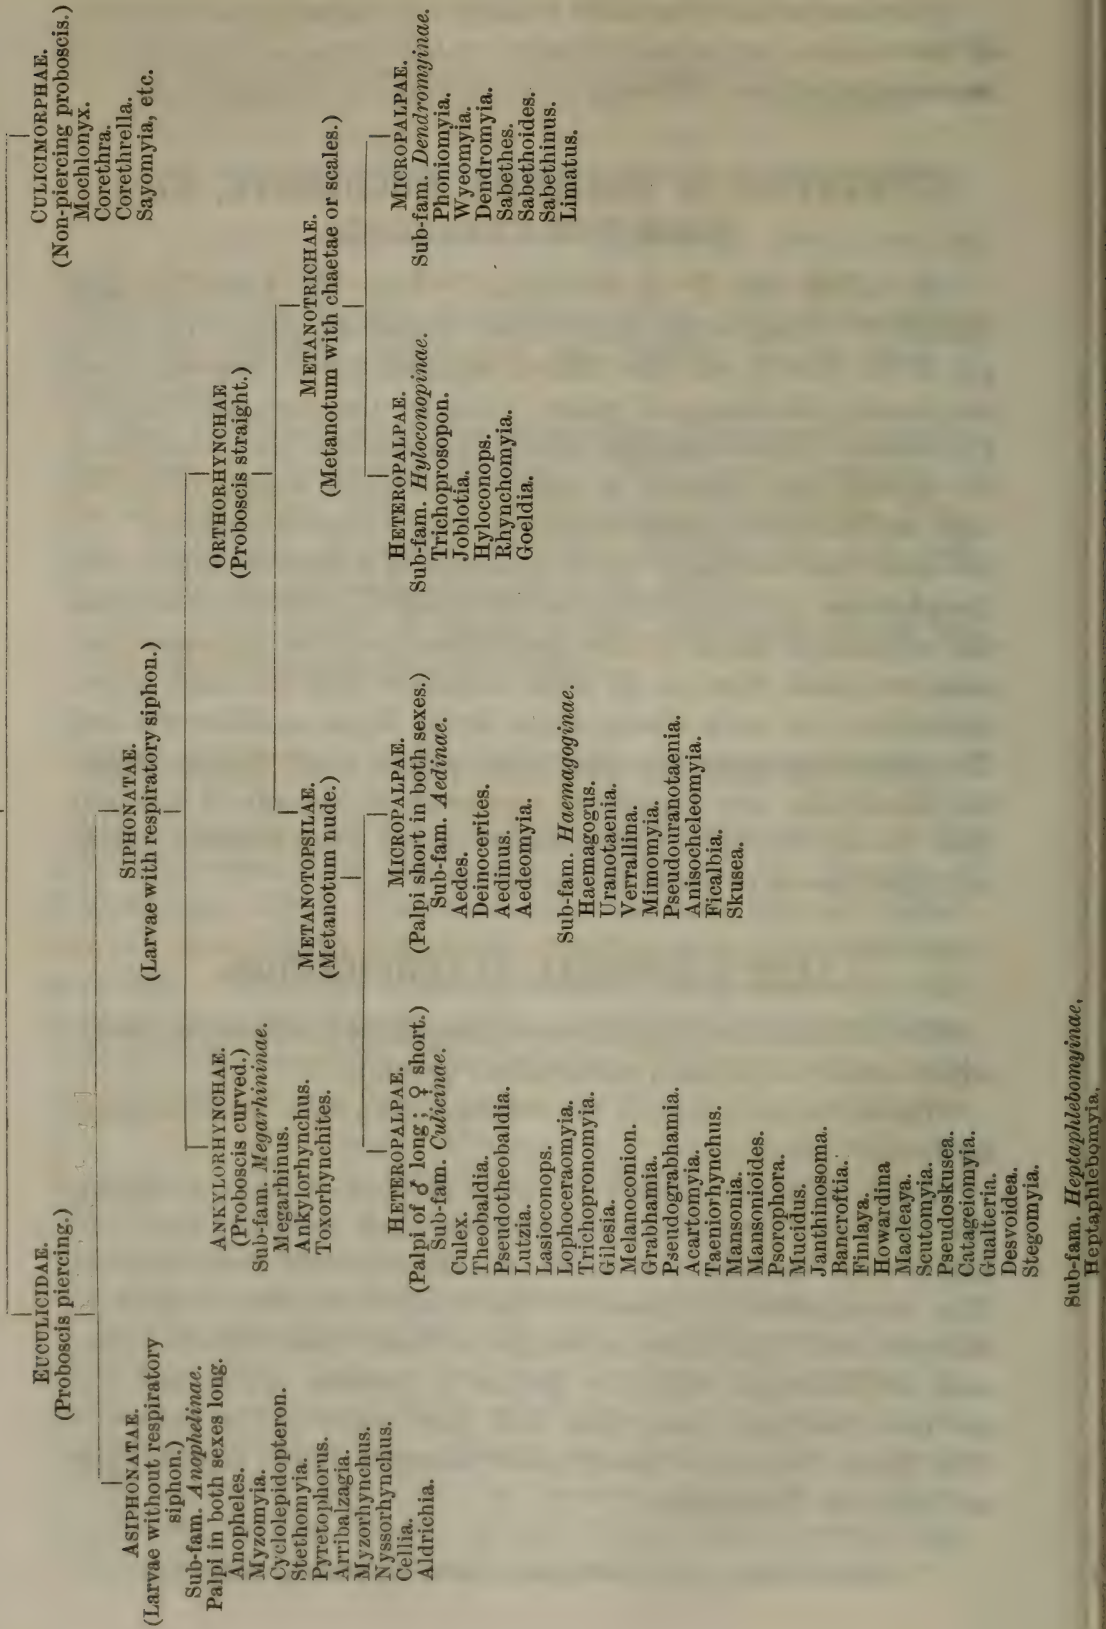 EUCULICIDAE.
(Proboscis piercing.)
CULICIMORPHAE.
(Non-piercing proboscis.)
Mochlonyx.
Corethra.
Corethrella.
Sayomyia, etc.
ASIPHONATAE.
(Larvae without respiratory
siphon.)
Sub-fam. Anophelinae.
Palpi in both sexes long.
Anopheles.
Myzomyia.
Cyclolepidopteron.
Stethomyia.
Pyretophorus.
Arribalzagia.
Myzorhynchus.
Nyssorhynchus.
Cellia.
Aldrichia.
SIPHONATAE.
(Larvae with respiratory siphon.)
ANKYLORHYNCHAE.
(Proboscis curved.)
Sub-fam. Megarhininae.
Megarhinus.
Ankylorhynchus.
Toxorhynchites.
ORTHORHYNCHAE
(Proboscis straight.)
METANOTOPSILAE.
(Metanotum nude.)
METANOTRICHAE.
(Metanotum with chaetae or scales.)
HETEROPALPAE.
(Palpi of ♂ long; ♀ short.)
Sub-fam. Culicinae.
Culex.
Theobaldia.
Pseudotheobaldia.
Lutzia.
Lasioconops.
Lophoceraomyia.
Trichopronomyia.
Gilesia.
Melanoconion.
Grabhamia.
Pseudograbhamia.
Acartomyia.
Taeniorhynchus.
Mansonia.
Mansonioides.
Psorophora.
Mucidus.
Janthinosoma.
Bancroftia.
Finlaya.
Howardina
Macleaya.
Scutomyia.
Pseudoskusea.
Catageiomyia.
Gualteria.
Desvoidea.
Stegomyia.
Sub-fam. Heptaphlebomyinae,
Heptaphlebomyia,
MICROPALPAE.
(Palpi short in both sexes.)
Sub-fam. Aedinae.
Aedes.
Deinocerites.
Aedinus.
Aedeomyia.
Sub-fam. Haemagoginae.
Haemagogus.
Uranotaenia.
Verrallina.
Mimomyia.
Pseudouranotaenia.
Anisocheleomyia.
Ficalbia.
Skusea.
HETEROPALPAE.
Sub-fam. Hyloconopinae.
Trichoprosopon.
Joblotia.
Hyloconops.
Rhynchomyia.
Goeldia.
MICROPALPAE.
Sub-fam. Dendromyinae.
Phoniomyia.
Wyeomyia.
Dendromyia.
Sabethes.
Sabethoides.
Sabethinus.
Limatus.